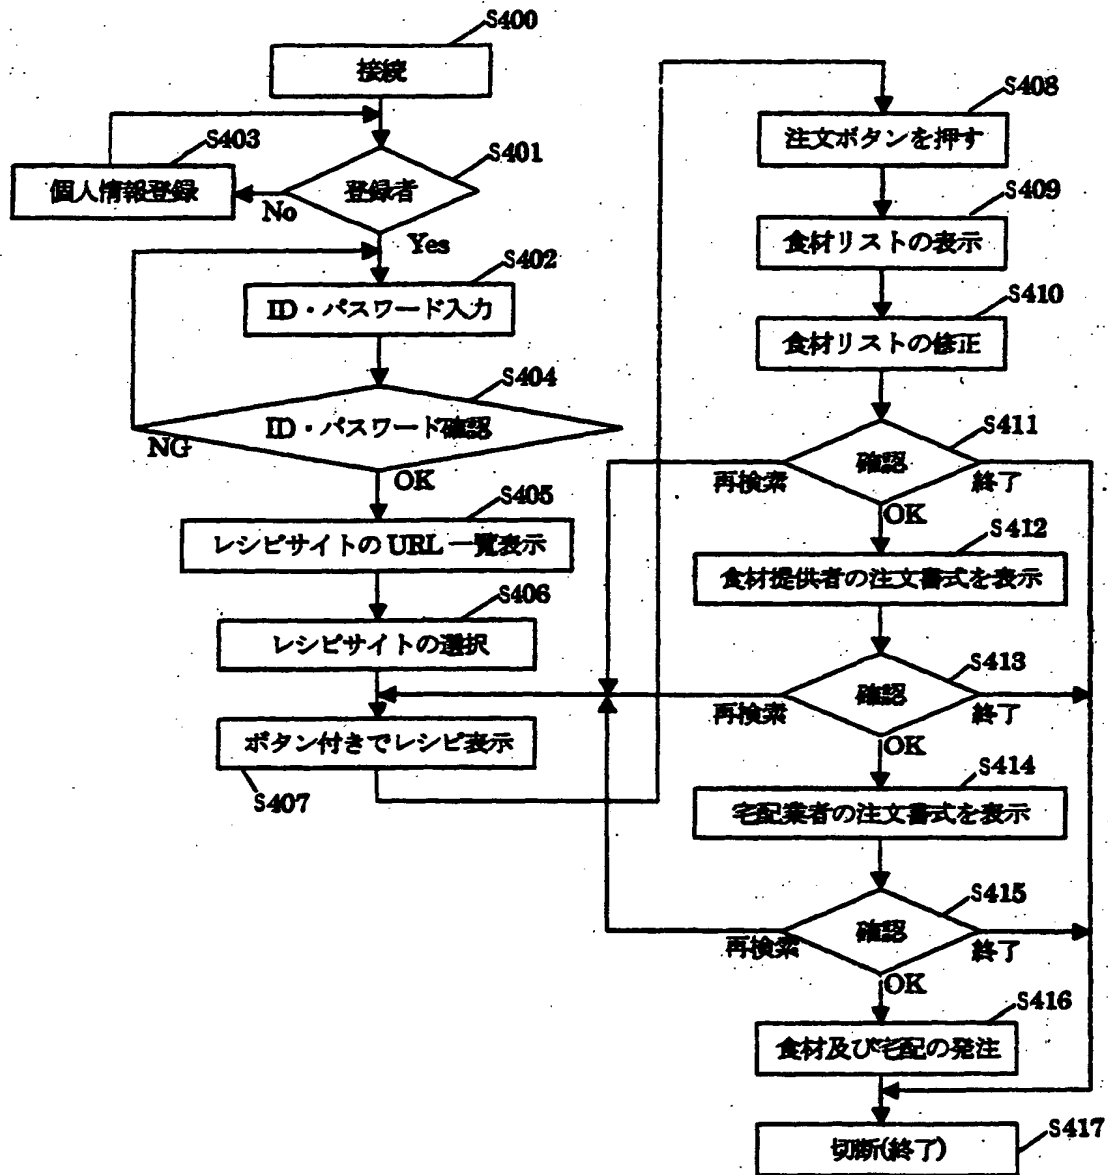 S400
接続
S403
個人情報登録
S401
登録者
No
Yes
S402
ID・パスワード入力
S404
ID・パスワード確認
NG
OK
S405
レシピサイトの URL 一覧表示
S406
レシピサイトの選択
ボタン付きでレシピ表示
S407
S408
注文ボタンを押す
S409
食材リストの表示
S410
食材リストの修正
S411
確認
再検索
終了
OK
S412
食材提供者の注文書式を表示
S413
確認
再検索
終了
OK
S414
宅配業者の注文書式を表示
S415
確認
再検索
終了
OK
S416
食材及び宅配の発注
S417
切断(終了)